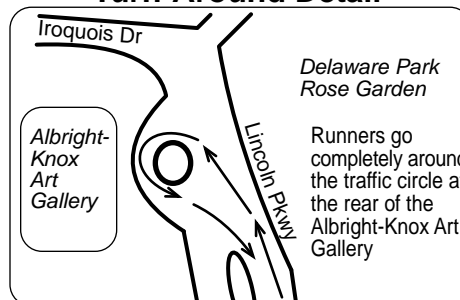 Turn Around Detail
Iroquois Dr
Delaware Park
Rose Garden
Albright-
Knox
Art
Gallery
Lincoln Pkwy
Runners go
completely around
the traffic circle at
the rear of the
Albright-Knox Art
Gallery